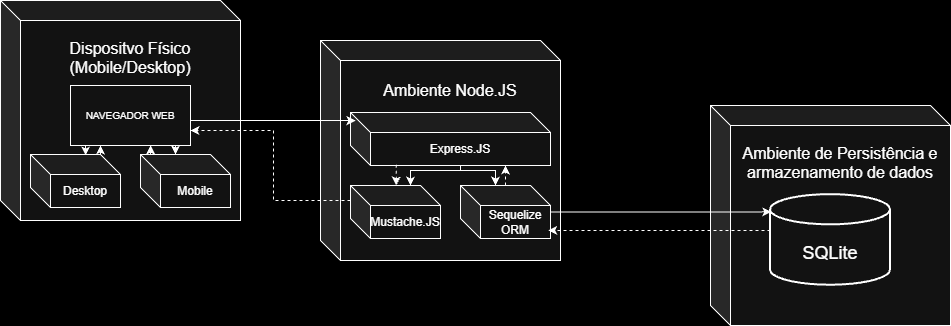 Dispositvo Físico
(Mobile/Desktop)
NAVEGADOR WEB
Desktop
Mobile
Ambiente Node.JS
Express.JS
Mustache.JS
Sequelize
ORM
Ambiente de Persistência e
armazenamento de dados
SQLite